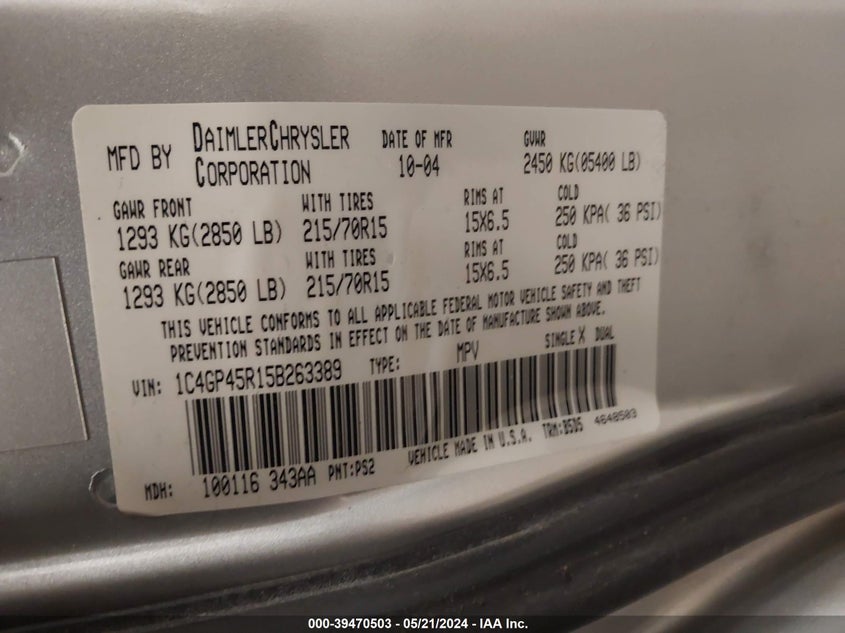 MFD BY DAIMLERCHRYSLER CORPORATION
DATE OF MFR 10-04
GVWR 2450 KG(05400 LB)
GAWR FRONT WITH TIRES RIMS AT COLD
1293 KG(2850 LB) 215/70R15 15X6.5 250 KPA( 36 PSI)
GAWR REAR WITH TIRES RIMS AT COLD
1293 KG(2850 LB) 215/70R15 15X6.5 250 KPA( 36 PSI)
THIS VEHICLE CONFORMS TO ALL APPLICABLE FEDERAL MOTOR VEHICLE SAFETY AND THEFT
PREVENTION STANDARDS IN EFFECT ON THE DATE OF MANUFACTURE SHOWN ABOVE.
VIN: 1C4GP45R15B263389 TYPE: MPV SINGLE X DUAL
MDH: 100116 343AA PNT:PS2 VEHICLE MADE IN U.S.A. TRM:B5D5 4648503
000-39470503 — 05/21/2024 — IAA Inc.